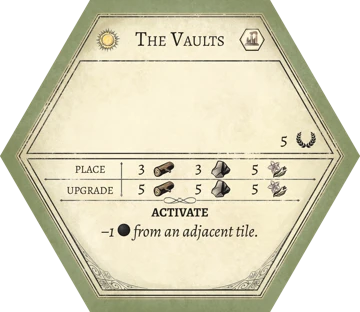 The Vaults
5
PLACE 3 3 5
UPGRADE 5 5 5
ACTIVATE
–1 from an adjacent tile.